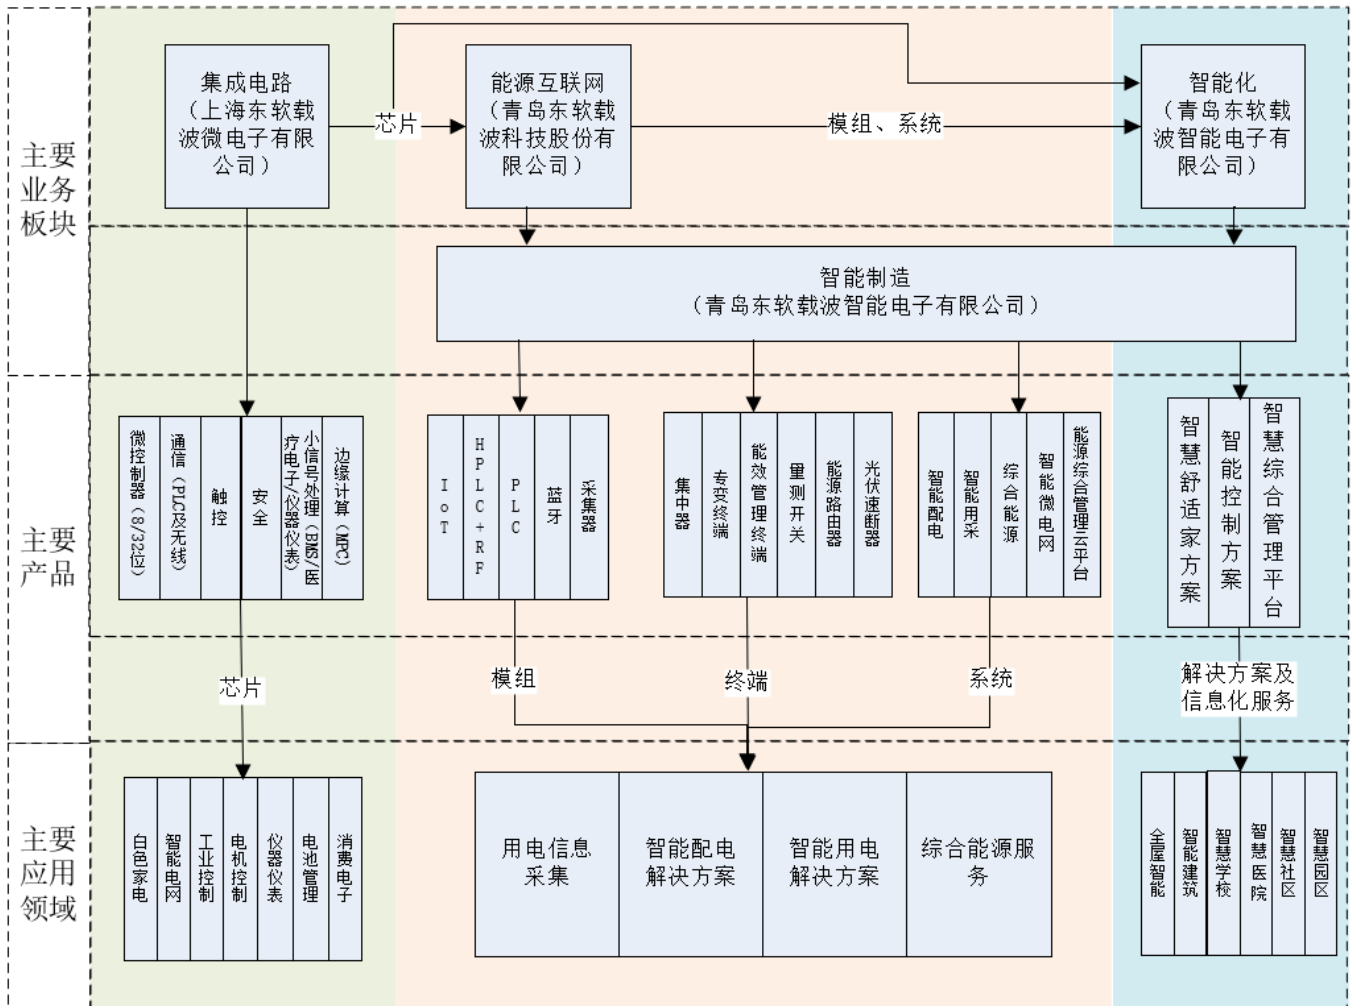 主要
业务
板块
集成电路
（上海东软载
波微电子有限
公司）
芯片
能源互联网
（青岛东软载
波科技股份有
限公司）
模组、系统
智能化
（青岛东软载
波智能电子有
限公司）
智能制造
（青岛东软载波智能电子有限公司）
主要
产品
微控制器（8/32位）
通信（PLC及无线）
触控
安全
小信号处理（BMS/医
疗电子/仪器仪表）
边缘计算（MPC）
IoT
HPLC+RF
PLC
蓝牙
采集器
集中器
专变终端
能效管理终端
量测开关
能源路由器
光伏速断器
智能配电
智能用采
综合能源
智能微电网
能源综合管理云平台
智慧舒适家方案
智能控制方案
智慧综合管理平台
芯片
模组
终端
系统
解决方案及
信息化服务
主要
应用
领域
白色家电
智能电网
工业控制
电机控制
仪器仪表
电池管理
消费电子
用电信息
采集
智能配电
解决方案
智能用电
解决方案
综合能源服
务
全屋智能
智能建筑
智慧学校
智慧医院
智慧社区
智慧园区